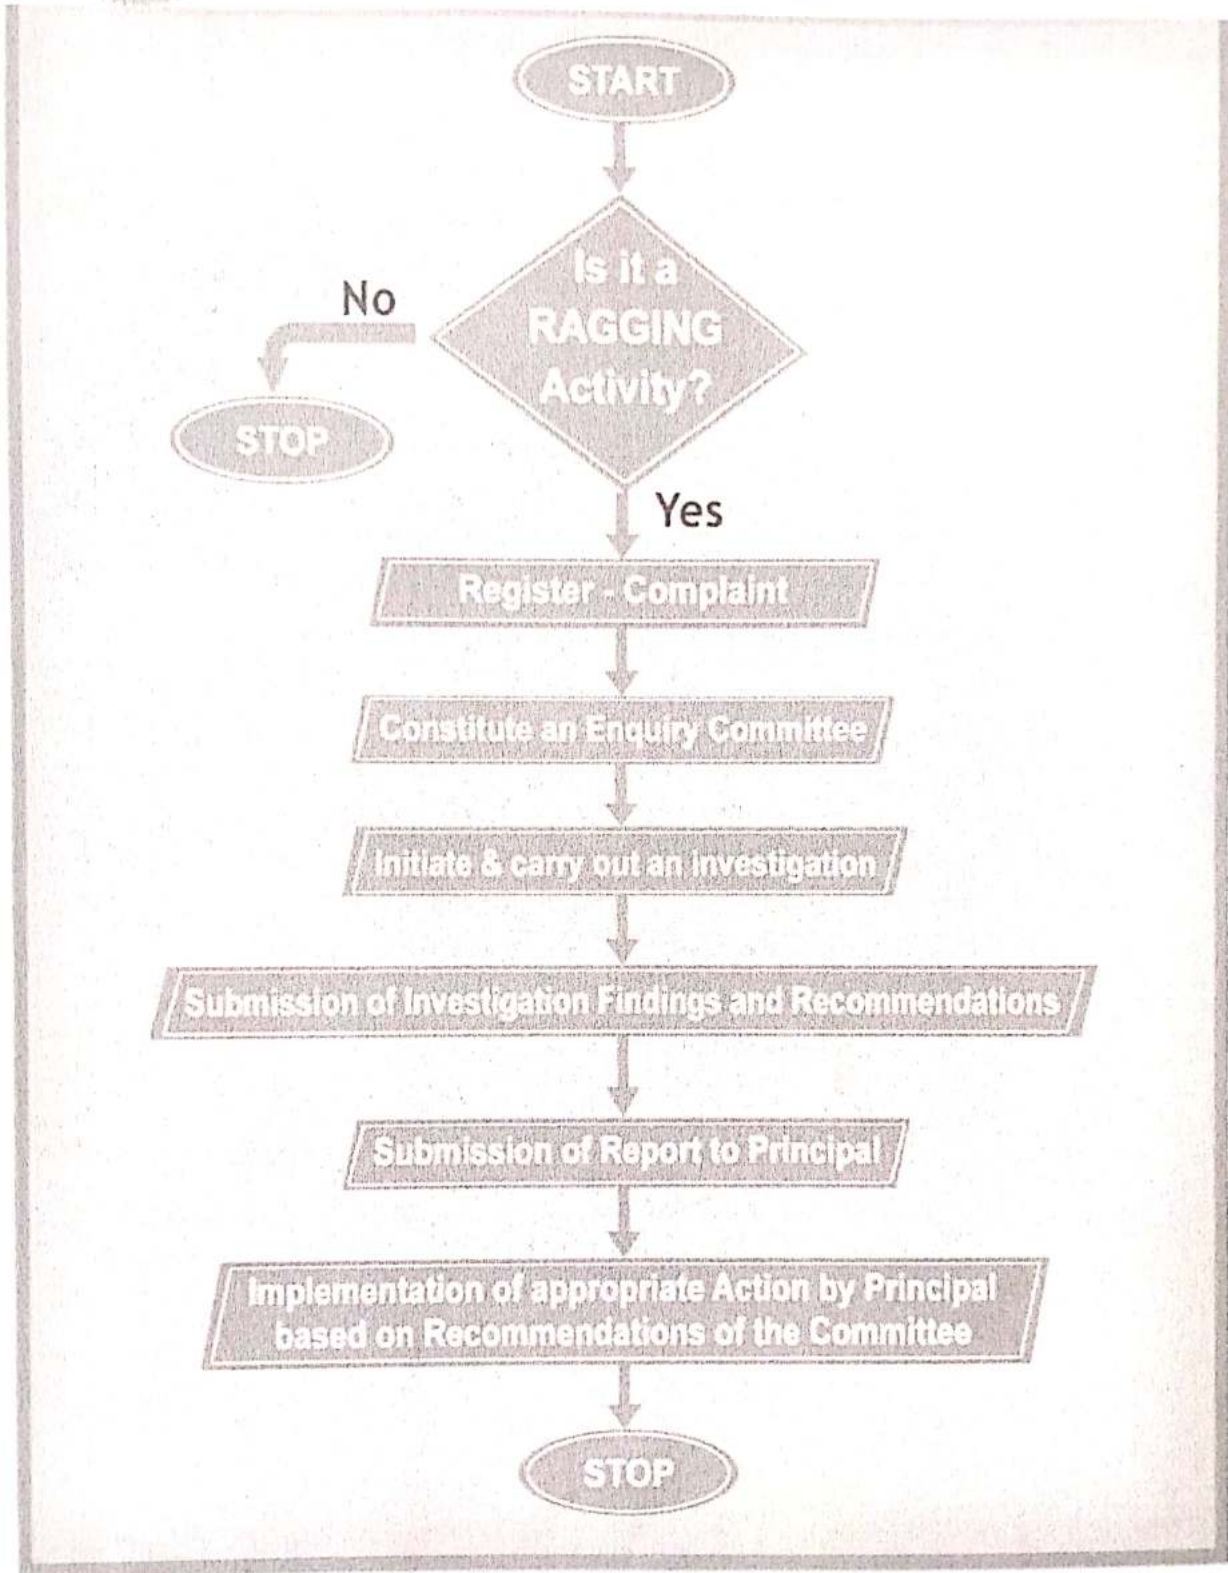 START
Is it a
RAGGING
Activity?
No
STOP
Yes
Register - Complaint
Constitute an Enquiry Committee
Initiate & carry out an investigation
Submission of Investigation Findings and Recommendations
Submission of Report to Principal
Implementation of appropriate Action by Principal
based on Recommendations of the Committee
STOP